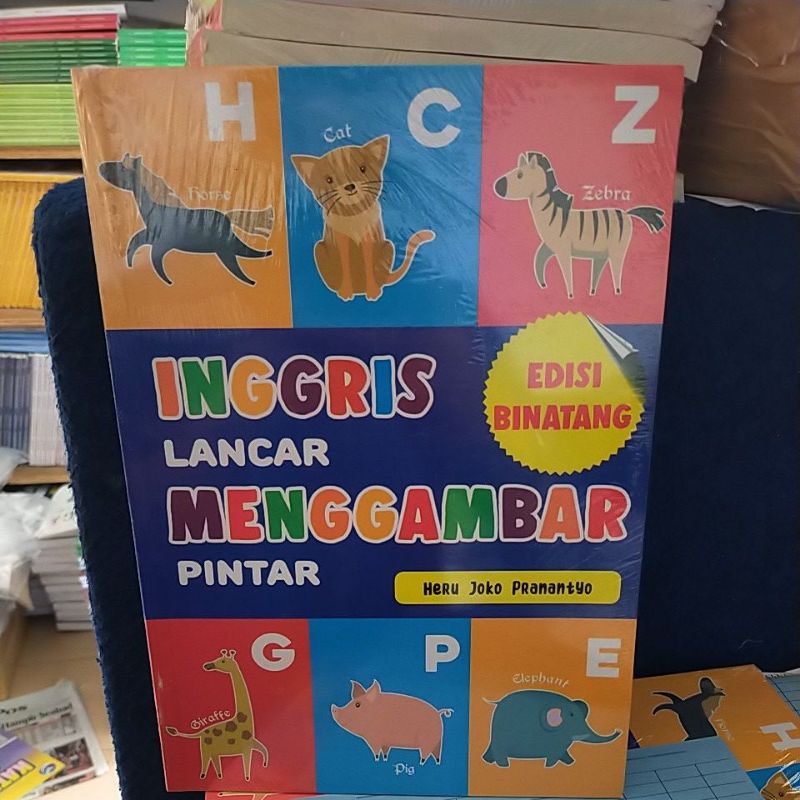 H
Horse
C
Cat
Z
Zebra
INGGRIS
LANCAR
MENGGAMBAR
PINTAR
EDISI
BINATANG
Heru Joko Pranantyo
G
Giraffe
P
Pig
E
Elephant
H